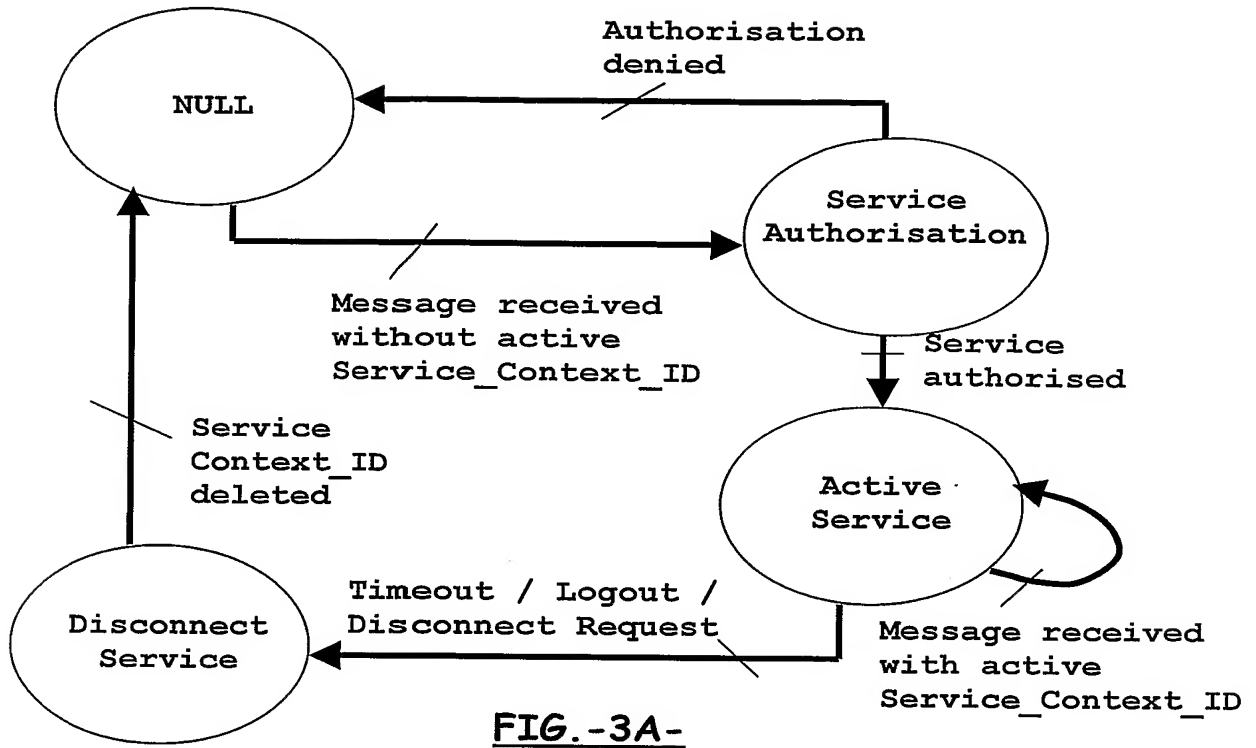 Authorisation
denied
NULL
Service
Authorisation
Message received
without active
Service_Context_ID
Service
authorised
Service
Context_ID
deleted
Active
Service
Timeout / Logout /
Disconnect Request
Disconnect
Service
Message received
with active
Service_Context_ID
FIG.-3A-